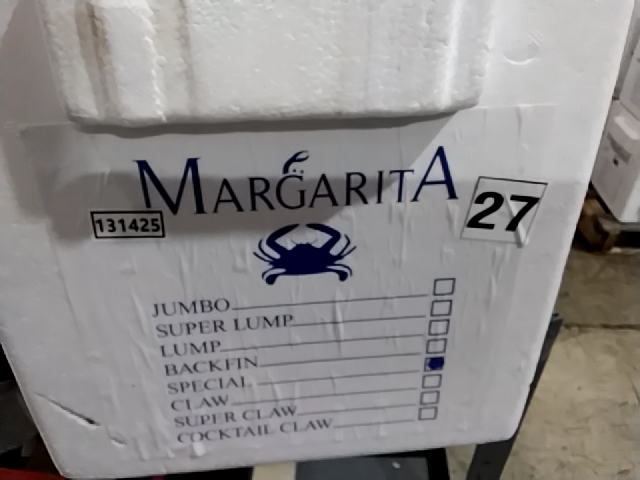 MARGARITA
131425
27
JUMBO
SUPER LUMP
LUMP
BACKFIN
SPECIAL
CLAW
SUPER CLAW
COCKTAIL CLAW